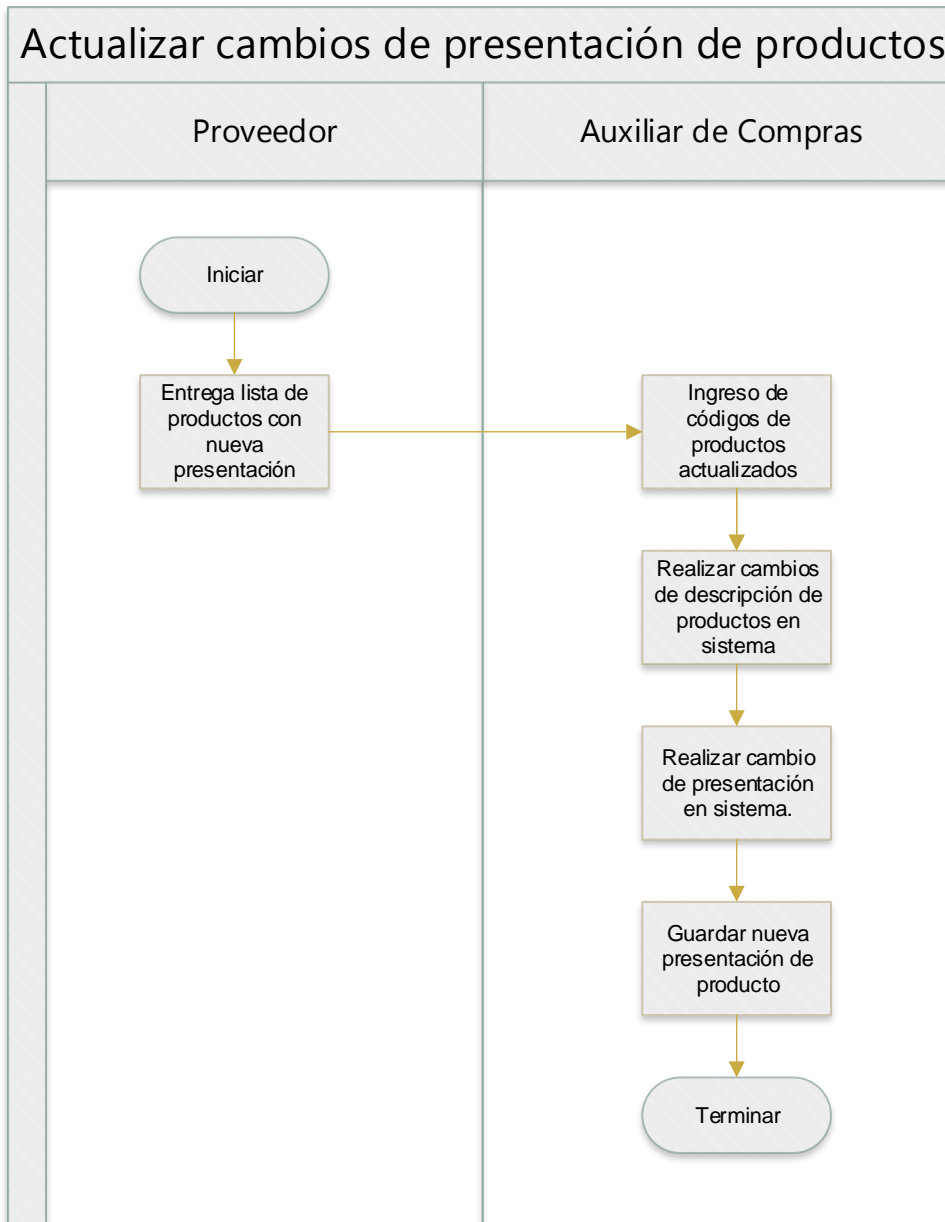 Actualizar cambios de presentación de productos
Proveedor
Auxiliar de Compras
Iniciar
Entrega lista de
productos con
nueva
presentación
Ingreso de
códigos de
productos
actualizados
Realizar cambios
de descripción de
productos en
sistema
Realizar cambio
de presentación
en sistema.
Guardar nueva
presentación de
producto
Terminar